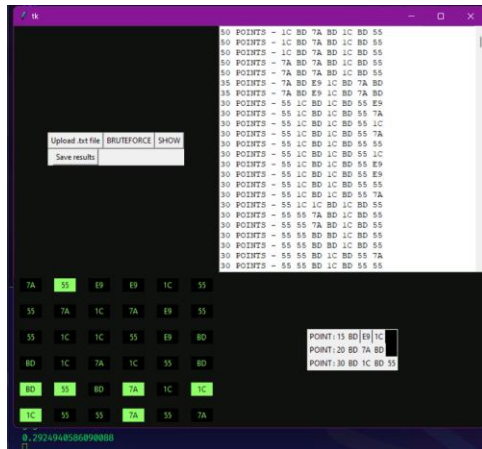 tk
50 POINTS - 1C BD 7A BD 1C BD 55
50 POINTS - 1C BD 7A BD 1C BD 55
50 POINTS - 1C BD 7A BD 1C BD 55
50 POINTS - 7A BD 7A BD 1C BD 55
50 POINTS - 7A BD 7A BD 1C BD 55
35 POINTS - 7A BD E9 1C BD 7A BD
35 POINTS - 7A BD E9 1C BD 7A BD
30 POINTS - 55 1C BD 1C BD 55 E9
30 POINTS - 55 1C BD 1C BD 55 7A
30 POINTS - 55 1C BD 1C BD 55 1C
30 POINTS - 55 1C BD 1C BD 55 7A
30 POINTS - 55 1C BD 1C BD 55 55
30 POINTS - 55 1C BD 1C BD 55 1C
30 POINTS - 55 1C BD 1C BD 55 E9
30 POINTS - 55 1C BD 1C BD 55 E9
30 POINTS - 55 1C BD 1C BD 55 55
30 POINTS - 55 1C BD 1C BD 55 7A
30 POINTS - 55 1C 1C BD 1C BD 55
30 POINTS - 55 55 7A BD 1C BD 55
30 POINTS - 55 55 7A BD 1C BD 55
30 POINTS - 55 55 BD BD 1C BD 55
30 POINTS - 55 55 BD BD 1C BD 55
30 POINTS - 55 55 BD 1C BD 55 7A
30 POINTS - 55 55 BD 1C BD 55 55
Upload .txt file BRUTEFORCE SHOW
Save results
7A 55 E9 E9 1C 55
55 7A 1C 7A E9 55
55 1C 1C 55 E9 BD
BD 1C 7A 1C 55 BD
BD 55 BD 7A 1C 1C
1C 55 55 7A 55 7A
POINT: 15 BD E9 1C
POINT: 20 BD 7A BD
POINT: 30 BD 1C BD 55
0.2924940586090088